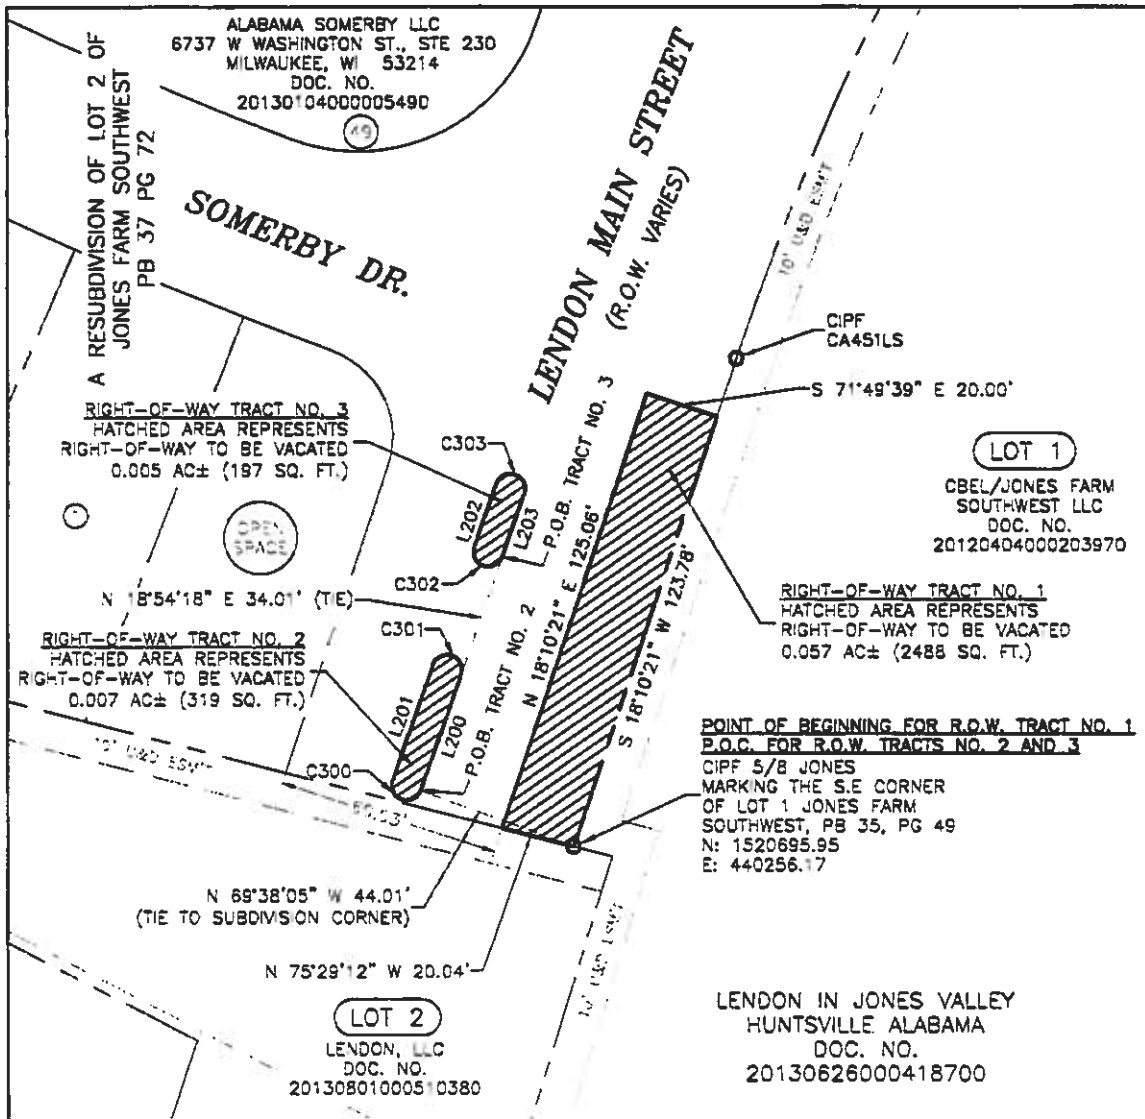 ALABAMA SOMERBY LLC
6737 W WASHINGTON ST., STE 230
MILWAUKEE, WI 53214
DOC. NO.
20130104000005490
49
A RESUBDIVISION OF LOT 2 OF
JONES FARM SOUTHWEST
PB 37 PG 72
SOMERBY DR.
LENDON MAIN STREET
(R.O.W. VARIES)
10' U&D ESMT
CIPF
CA451LS
S 71°49'39" E 20.00'
RIGHT-OF-WAY TRACT NO. 3
HATCHED AREA REPRESENTS
RIGHT-OF-WAY TO BE VACATED
0.005 AC± (197 SQ. FT.)
C303
L202
L203
P.O.B. TRACT NO. 3
C302
LOT 1
CBEL/JONES FARM
SOUTHWEST LLC
DOC. NO.
20120404000203970
OPEN
SPACE
N 18°54'18" E 34.01' (TIE)
N 18°10'21" E 125.06'
S 18°10'21" W 123.78'
RIGHT-OF-WAY TRACT NO. 1
HATCHED AREA REPRESENTS
RIGHT-OF-WAY TO BE VACATED
0.057 AC± (2488 SQ. FT.)
C301
RIGHT-OF-WAY TRACT NO. 2
HATCHED AREA REPRESENTS
RIGHT-OF-WAY TO BE VACATED
0.007 AC± (319 SQ. FT.)
L201
L200
P.O.B. TRACT NO. 2
C300
10' U&D ESMT
POINT OF BEGINNING FOR R.O.W. TRACT NO. 1
P.O.C. FOR R.O.W. TRACTS NO. 2 AND 3
CIPF 5/8 JONES
MARKING THE S.E CORNER
OF LOT 1 JONES FARM
SOUTHWEST, PB 35, PG 49
N: 1520695.95
E: 440256.17
N 69°38'05" W 44.01'
(TIE TO SUBDIVISION CORNER)
N 75°29'12" W 20.04'
10' U&D ESMT
LOT 2
LENDON, LLC
DOC. NO.
20130801000510380
LENDON IN JONES VALLEY
HUNTSVILLE ALABAMA
DOC. NO.
20130626000418700